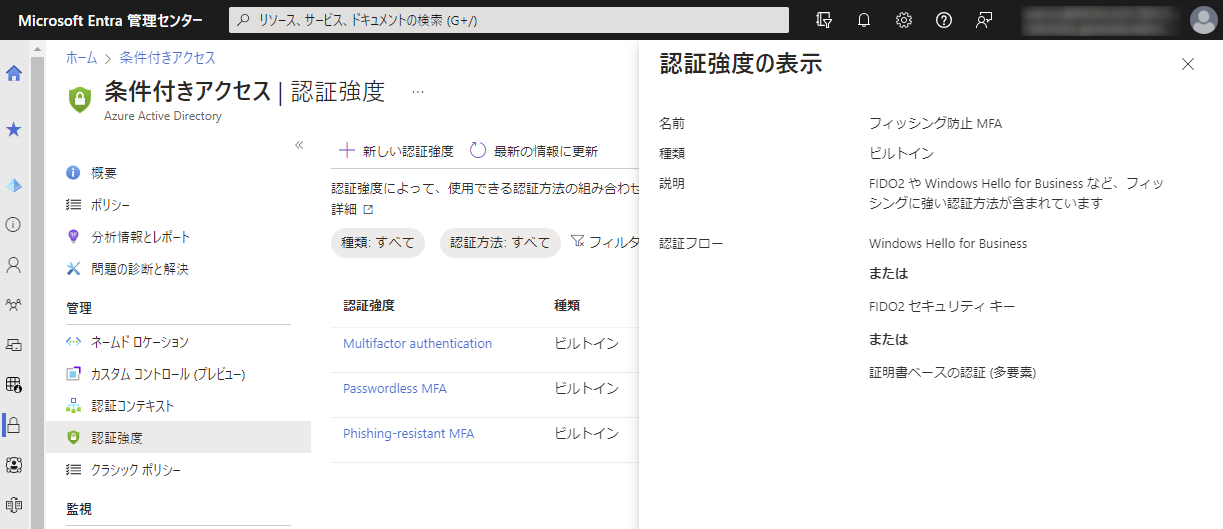 Microsoft Entra 管理センター
リソース、サービス、ドキュメントの検索 (G+/)
ホーム > 条件付きアクセス
条件付きアクセス | 認証強度 ...
Azure Active Directory
«
概要
ポリシー
分析情報とレポート
問題の診断と解決
管理
ネームド ロケーション
カスタム コントロール (プレビュー)
認証コンテキスト
認証強度
クラシック ポリシー
監視
新しい認証強度 最新の情報に更新
認証強度によって、使用できる認証方法の組み合わせ
詳細
種類: すべて 認証方法: すべて フィルタ
認証強度 種類
Multifactor authentication ビルトイン
Passwordless MFA ビルトイン
Phishing-resistant MFA ビルトイン
認証強度の表示
名前 フィッシング防止 MFA
種類 ビルトイン
説明 FIDO2 や Windows Hello for Business など、フィッ
シングに強い認証方法が含まれています
認証フロー Windows Hello for Business
または
FIDO2 セキュリティ キー
または
証明書ベースの認証 (多要素)